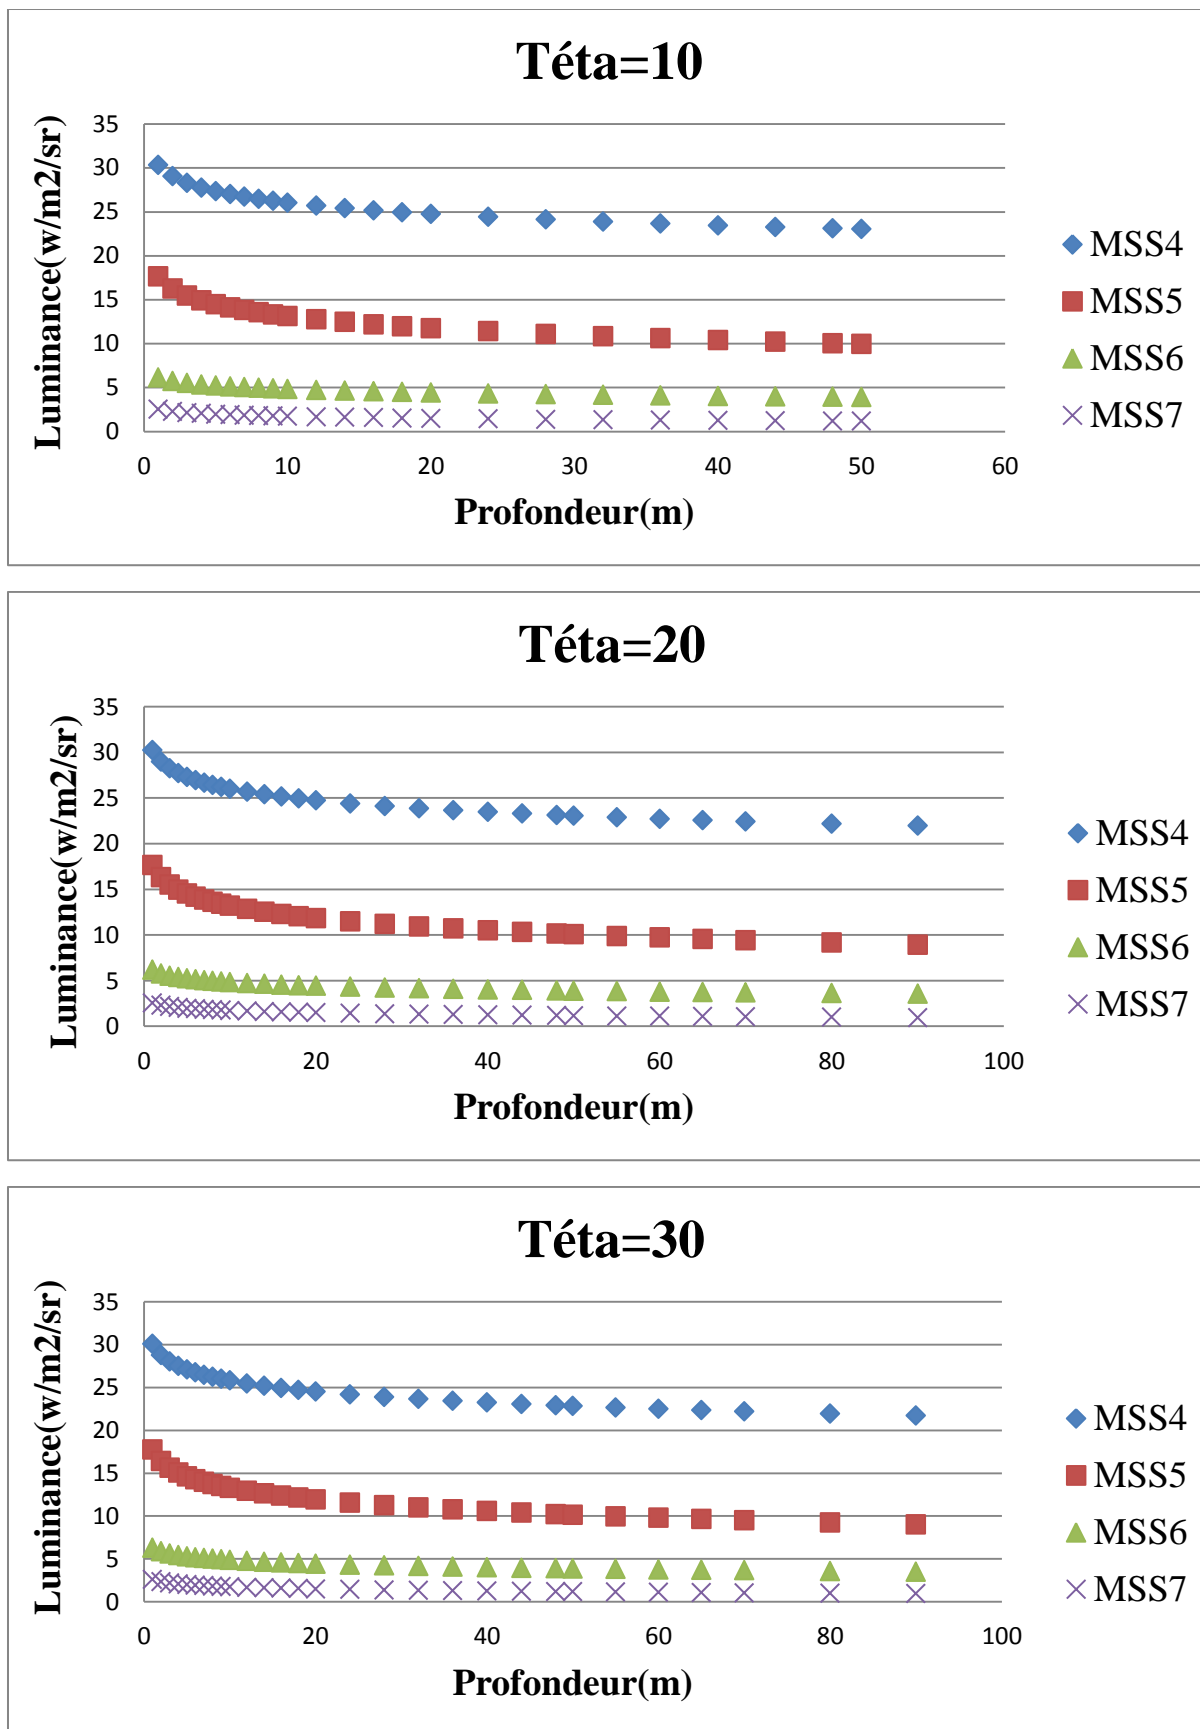 Téta=10
Luminance(w/m2/sr)
35
30
25
20
15
10
5
0
0 10 20 30 40 50 60
Profondeur(m)
MSS4
MSS5
MSS6
MSS7
Téta=20
Luminance(w/m2/sr)
35
30
25
20
15
10
5
0
0 20 40 60 80 100
Profondeur(m)
MSS4
MSS5
MSS6
MSS7
Téta=30
Luminance(w/m2/sr)
35
30
25
20
15
10
5
0
0 20 40 60 80 100
Profondeur(m)
MSS4
MSS5
MSS6
MSS7